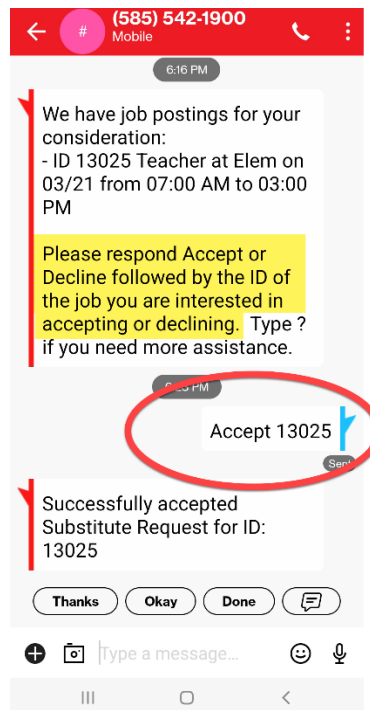 (585) 542-1900
#
Mobile
6:16 PM
We have job postings for your
consideration:
- ID 13025 Teacher at Elem on
03/21 from 07:00 AM to 03:00
PM
Please respond Accept or
Decline followed by the ID of
the job you are interested in
accepting or declining. Type ?
if you need more assistance.
PM
Accept 13025
Sent
Successfully accepted
Substitute Request for ID:
13025
Thanks Okay Done
Type a message...